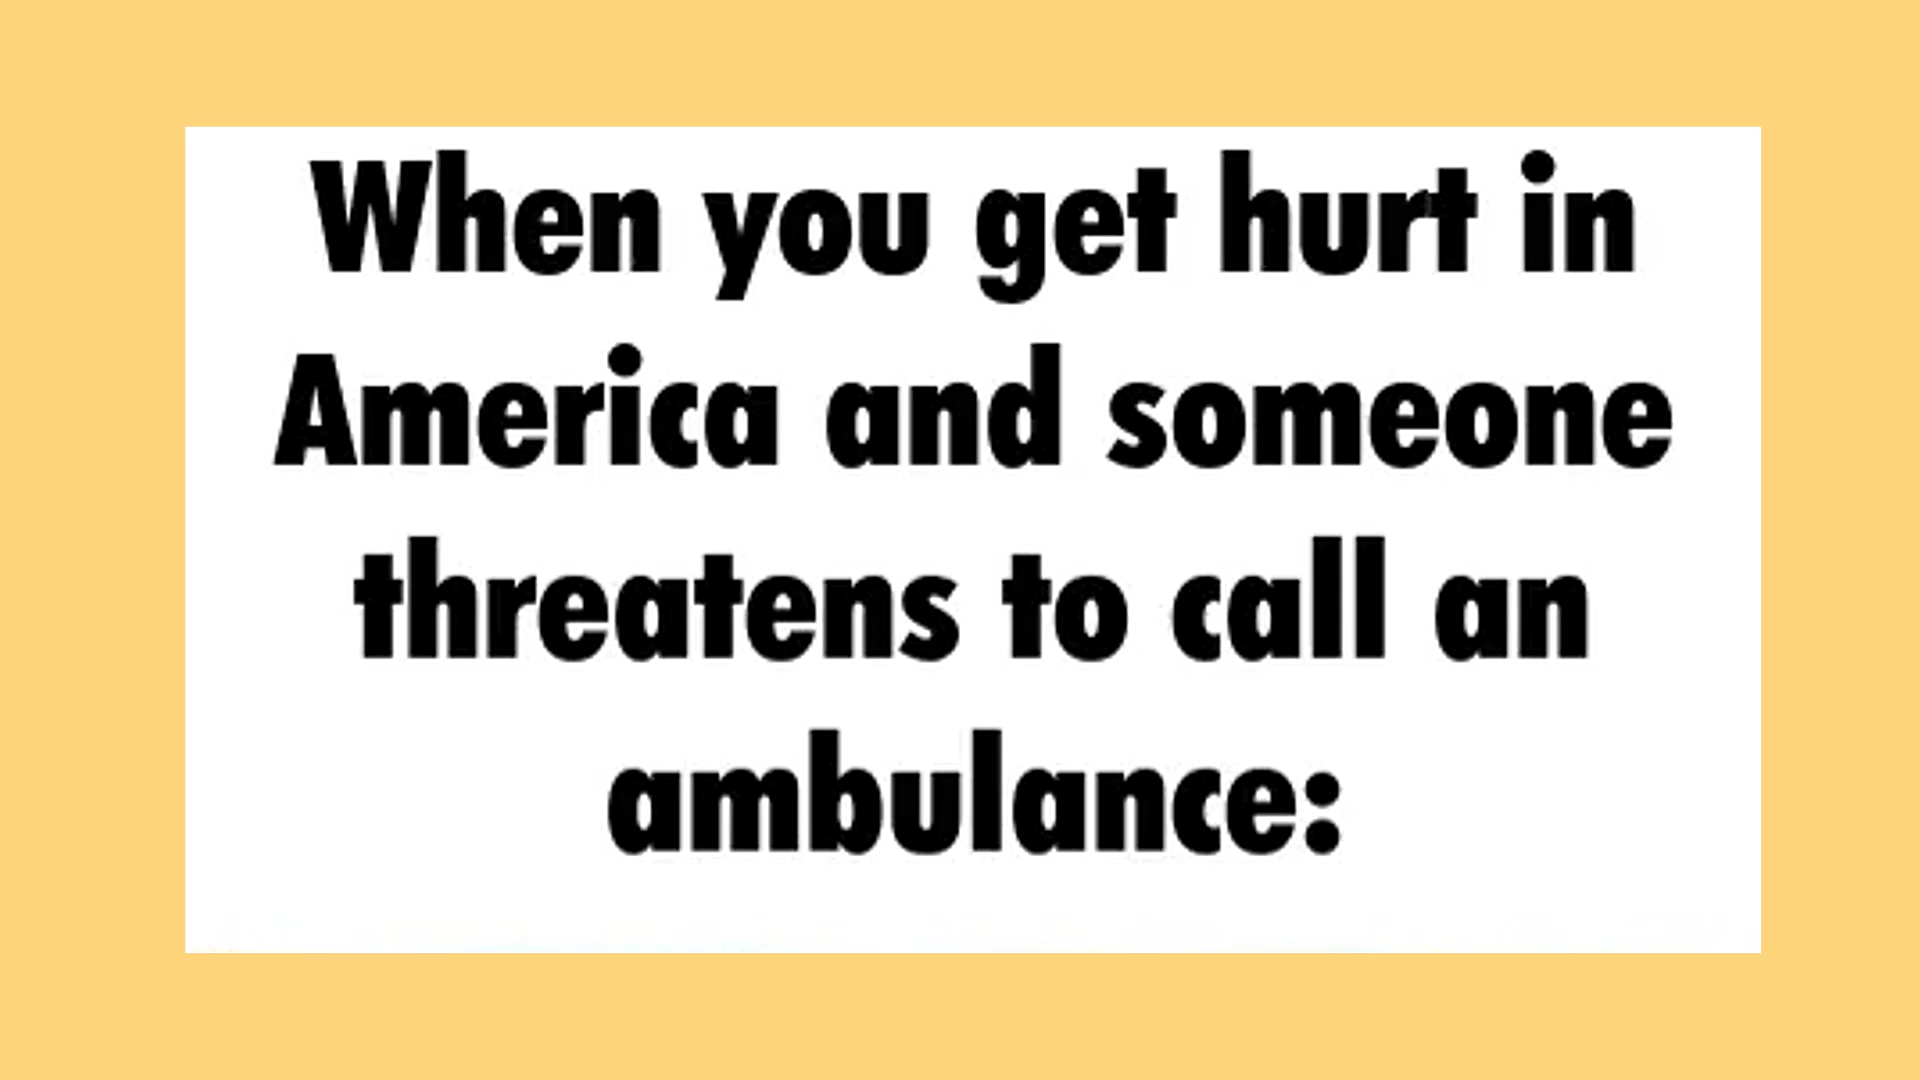 When you get hurt in
America and someone
threatens to call an
ambulance: